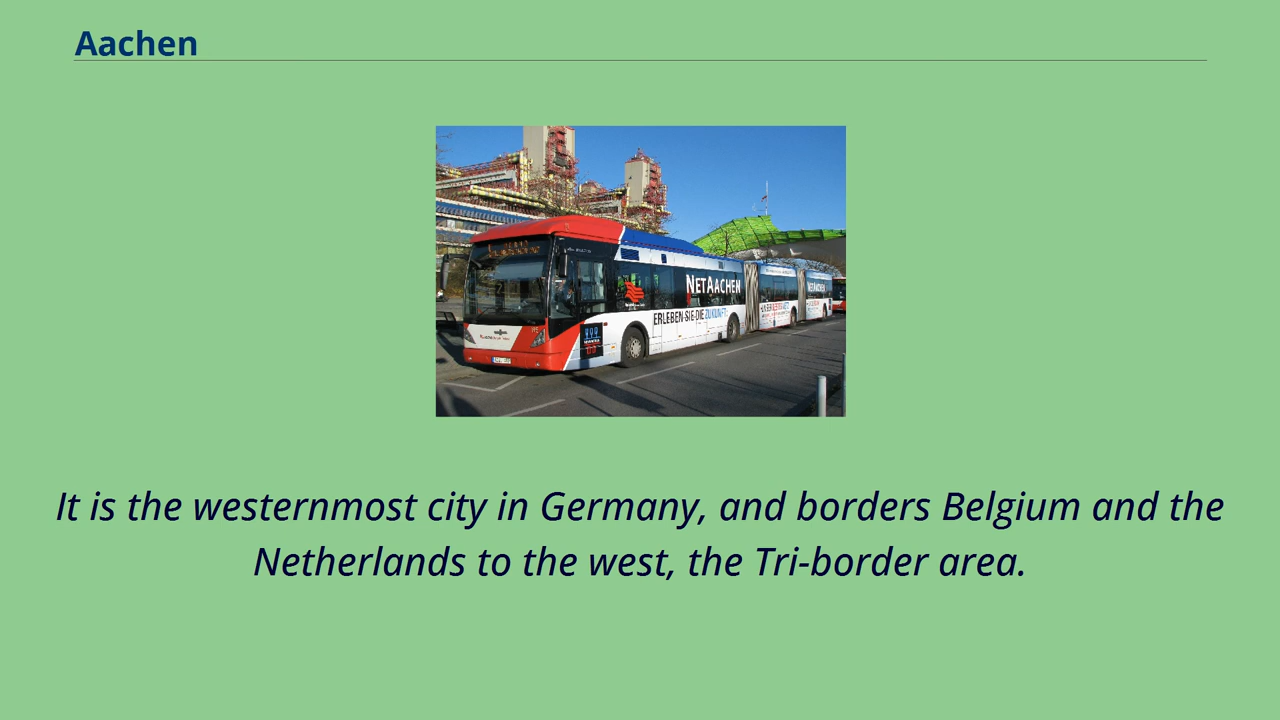 Aachen
NETAACHEN
NETAACHEN
ERLEBEN SIE DIE ZUKUNFT
It is the westernmost city in Germany, and borders Belgium and the
Netherlands to the west, the Tri-border area.